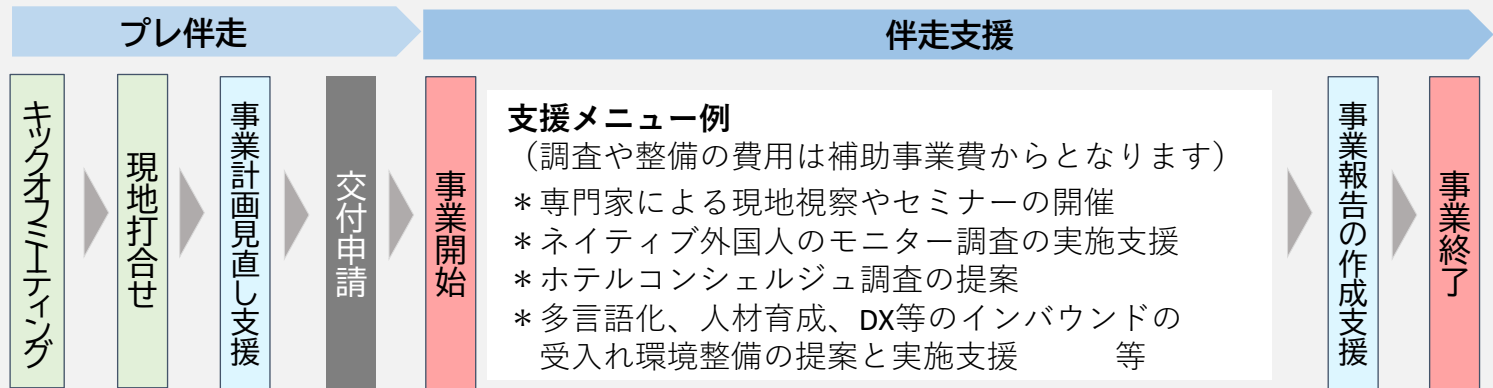 プレ伴走
伴走支援
キックオフミーティング
現地打合せ
事業計画見直し支援
交付申請
事業開始
支援メニュー例
（調査や整備の費用は補助事業費からとなります）
＊専門家による現地視察やセミナーの開催
＊ネイティブ外国人のモニター調査の実施支援
＊ホテルコンシェルジュ調査の提案
＊多言語化、人材育成、DX等のインバウンドの
受入れ環境整備の提案と実施支援　　　等
事業報告の作成支援
事業終了